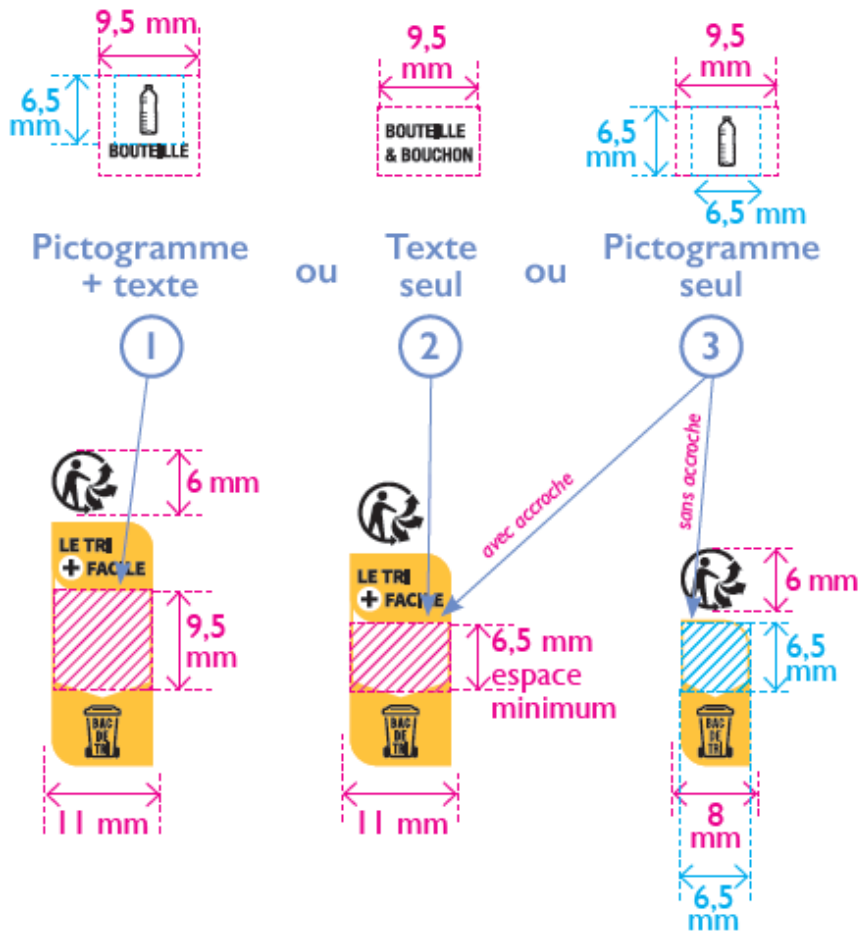 9,5 mm
6,5
mm
BOUTEILLE
9,5
mm
BOUTEILLE
& BOUCHON
9,5
mm
6,5
mm
6,5 mm
Pictogramme
+ texte
ou
Texte
seul
ou
Pictogramme
seul
1
2
3
6 mm
LE TRI
+ FACILE
9,5
mm
BAC
DE
TRI
11 mm
avec accroche
LE TRI
+ FACILE
6,5 mm
espace
minimum
BAC
DE
TRI
11 mm
sans accroche
6 mm
6,5
mm
BAC
DE
TRI
8
mm
6,5
mm